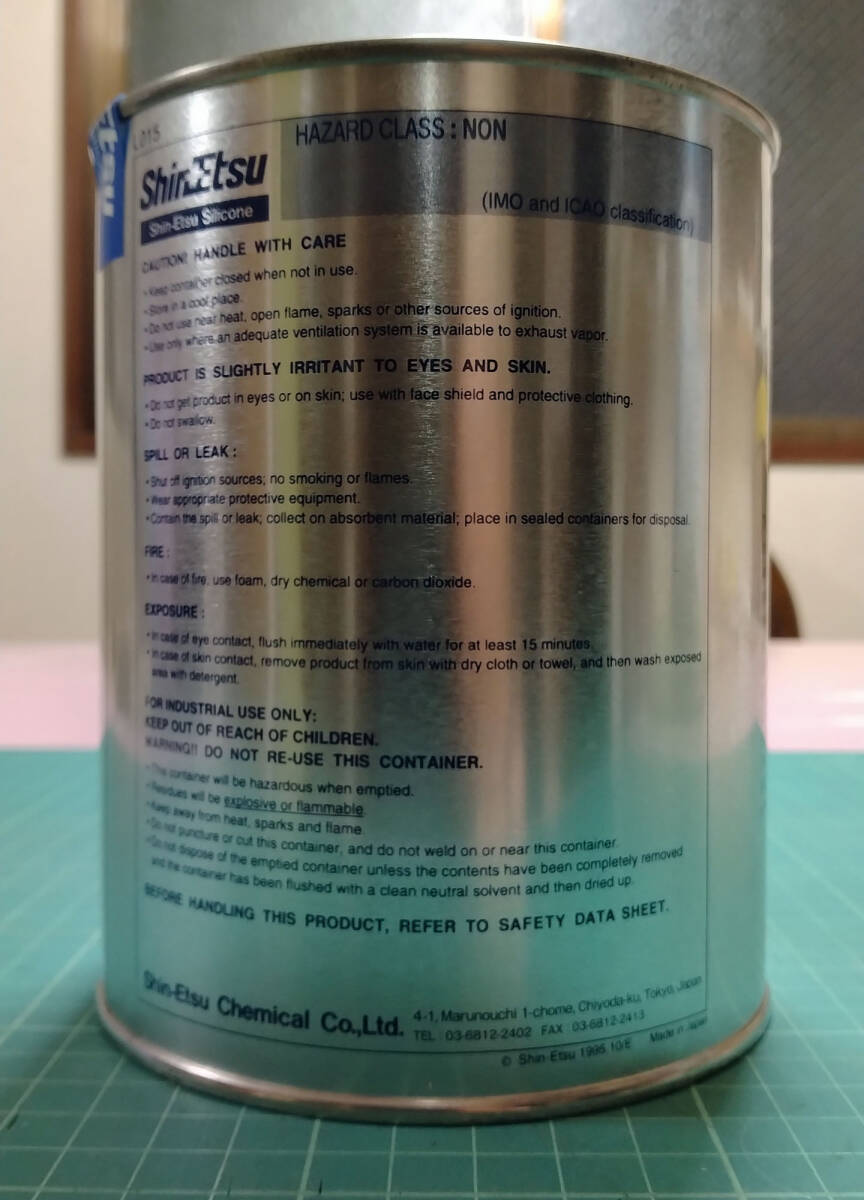 L015
Shin-Etsu
HAZARD CLASS : NON
Shin-Etsu Silicone
(IMO and ICAO classification)
CAUTION! HANDLE WITH CARE
• Keep container closed when not in use.
• Store in a cool place.
• Do not use near heat, open flame, sparks or other sources of ignition.
• Use only where an adequate ventilation system is available to exhaust vapor.
PRODUCT IS SLIGHTLY IRRITANT TO EYES AND SKIN.
• Do not get product in eyes or on skin; use with face shield and protective clothing.
• Do not swallow.
SPILL OR LEAK :
• Shut off ignition sources; no smoking or flames.
• Wear appropriate protective equipment.
• Contain the spill or leak; collect on absorbent material; place in sealed containers for disposal.
FIRE :
• In case of fire, use foam, dry chemical or carbon dioxide.
EXPOSURE :
• In case of eye contact, flush immediately with water for at least 15 minutes.
• In case of skin contact, remove product from skin with dry cloth or towel, and then wash exposed
area with detergent.
FOR INDUSTRIAL USE ONLY:
KEEP OUT OF REACH OF CHILDREN.
WARNING!! DO NOT RE-USE THIS CONTAINER.
• This container will be hazardous when emptied.
• Residues will be explosive or flammable.
• Keep away from heat, sparks and flame.
• Do not puncture or cut this container, and do not weld on or near this container.
• Do not dispose of the emptied container unless the contents have been completely removed
and the container has been flushed with a clean neutral solvent and then dried up.
BEFORE HANDLING THIS PRODUCT, REFER TO SAFETY DATA SHEET.
Shin-Etsu Chemical Co.,Ltd.
4-1, Marunouchi 1-chome, Chiyoda-ku, Tokyo, Japan
TEL : 03-6812-2402 FAX : 03-6812-2413
© Shin-Etsu 1995.10/E Made in Japan